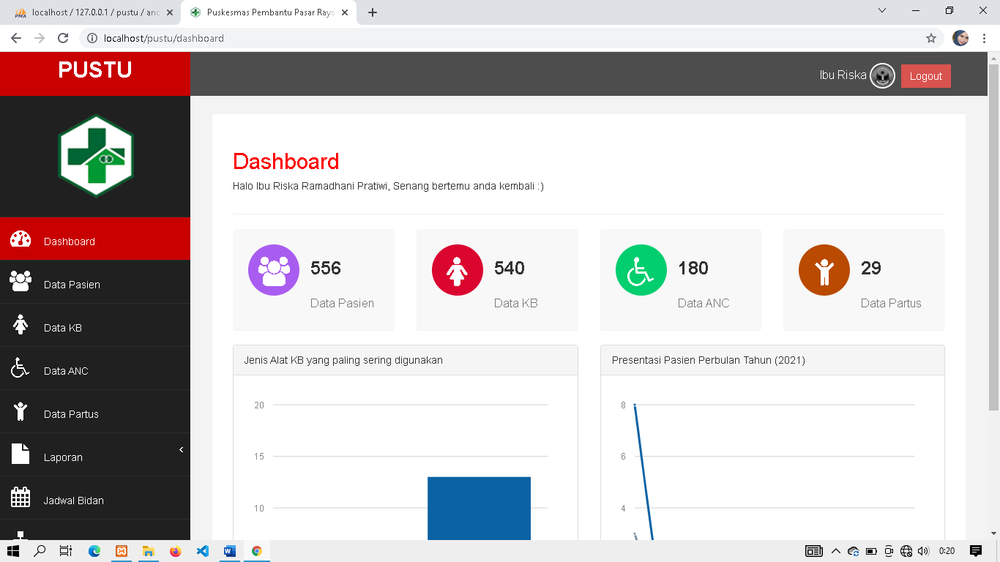 localhost / 127.0.0.1 / pustu / anc
Puskesmas Pembantu Pasar Raya
localhost/pustu/dashboard
PUSTU
Ibu Riska
Logout
Dashboard
Halo Ibu Riska Ramadhani Pratiwi, Senang bertemu anda kembali :)
Dashboard
Data Pasien
Data KB
Data ANC
Data Partus
Laporan
Jadwal Bidan
556
Data Pasien
540
Data KB
180
Data ANC
29
Data Partus
Jenis Alat KB yang paling sering digunakan
20
15
10
Presentasi Pasien Perbulan Tahun (2021)
8
6
4
0:20